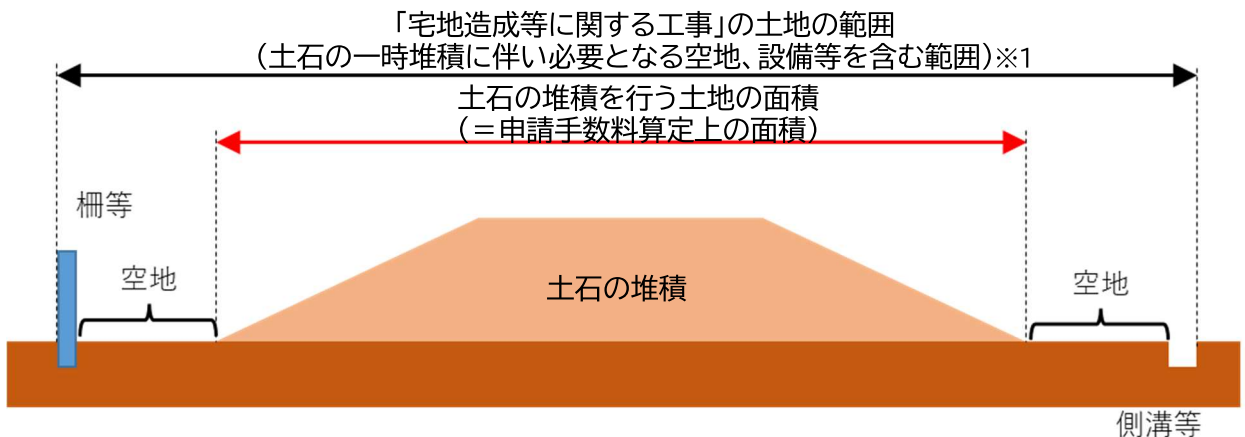 「宅地造成等に関する工事」の土地の範囲
（土石の一時堆積に伴い必要となる空地、設備等を含む範囲）※1
土石の堆積を行う土地の面積
（＝申請手数料算定上の面積）
柵等
空地
土石の堆積
空地
側溝等